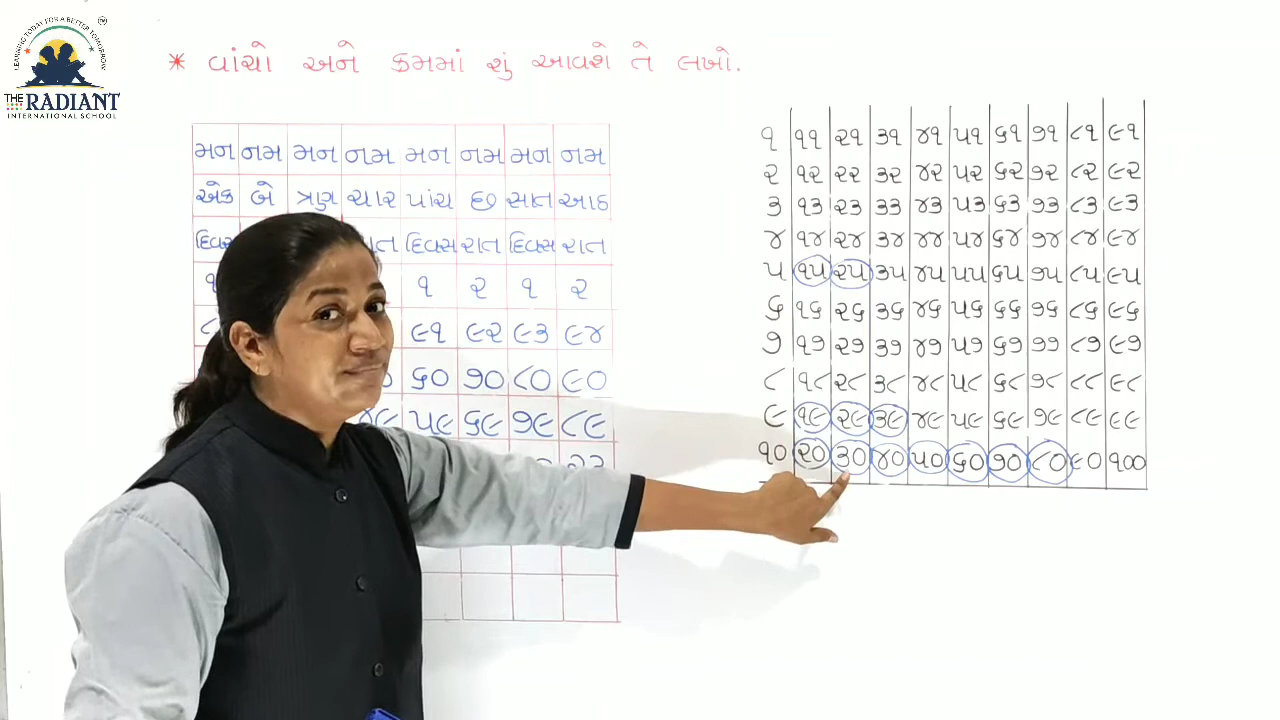 LEARNING TODAY FOR A BETTER TOMORROW
THE RADIANT
INTERNATIONAL SCHOOL
* વાંચો અને ક્રમમાં શું આવશે તે લખો.
મન નમ મન નમ મન નમ મન નમ
એક બે ત્રણ ચાર પાંચ છ સાત આઠ
દિવસ રાત દિવસ રાત
૧ ૨ ૧ ૨
૯૧ ૯૨ ૯૩ ૯૪
૬૦ ૭૦ ૮૦ ૯૦
૪૯ ૫૯ ૬૯ ૭૯ ૮૯
૧ ૧૧ ૨૧ ૩૧ ૪૧ ૫૧ ૬૧ ૭૧ ૮૧ ૯૧
૨ ૧૨ ૨૨ ૩૨ ૪૨ ૫૨ ૬૨ ૭૨ ૮૨ ૯૨
૩ ૧૩ ૨૩ ૩૩ ૪૩ ૫૩ ૬૩ ૭૩ ૮૩ ૯૩
૪ ૧૪ ૨૪ ૩૪ ૪૪ ૫૪ ૬૪ ૭૪ ૮૪ ૯૪
૫ ૧૫ ૨૫ ૩૫ ૪૫ ૫૫ ૬૫ ૭૫ ૮૫ ૯૫
૬ ૧૬ ૨૬ ૩૬ ૪૬ ૫૬ ૬૬ ૭૬ ૮૬ ૯૬
૭ ૧૭ ૨૭ ૩૭ ૪૭ ૫૭ ૬૭ ૭૭ ૮૭ ૯૭
૮ ૧૮ ૨૮ ૩૮ ૪૮ ૫૮ ૬૮ ૭૮ ૮૮ ૯૮
૯ ૧૯ ૨૯ ૩૯ ૪૯ ૫૯ ૬૯ ૭૯ ૮૯ ૯૯
૧૦ ૨૦ ૩૦ ૪૦ ૫૦ ૬૦ ૭૦ ૮૦ ૯૦ ૧૦૦